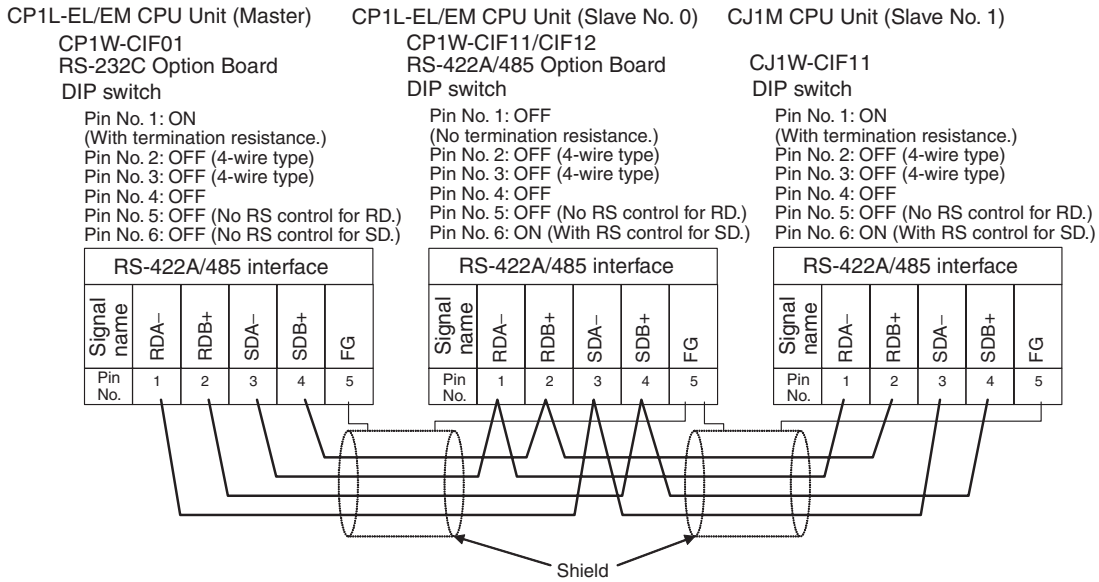 CP1L-EL/EM CPU Unit (Master)
CP1W-CIF01
RS-232C Option Board
DIP switch
Pin No. 1: ON
(With termination resistance.)
Pin No. 2: OFF (4-wire type)
Pin No. 3: OFF (4-wire type)
Pin No. 4: OFF
Pin No. 5: OFF (No RS control for RD.)
Pin No. 6: OFF (No RS control for SD.)
RS-422A/485 interface
Signal name RDA− RDB+ SDA− SDB+ FG
Pin No. 1 2 3 4 5
CP1L-EL/EM CPU Unit (Slave No. 0)
CP1W-CIF11/CIF12
RS-422A/485 Option Board
DIP switch
Pin No. 1: OFF
(No termination resistance.)
Pin No. 2: OFF (4-wire type)
Pin No. 3: OFF (4-wire type)
Pin No. 4: OFF
Pin No. 5: OFF (No RS control for RD.)
Pin No. 6: ON (With RS control for SD.)
RS-422A/485 interface
Signal name RDA− RDB+ SDA− SDB+ FG
Pin No. 1 2 3 4 5
CJ1M CPU Unit (Slave No. 1)
CJ1W-CIF11
DIP switch
Pin No. 1: ON
(With termination resistance.)
Pin No. 2: OFF (4-wire type)
Pin No. 3: OFF (4-wire type)
Pin No. 4: OFF
Pin No. 5: OFF (No RS control for RD.)
Pin No. 6: ON (With RS control for SD.)
RS-422A/485 interface
Signal name RDA− RDB+ SDA− SDB+ FG
Pin No. 1 2 3 4 5
Shield